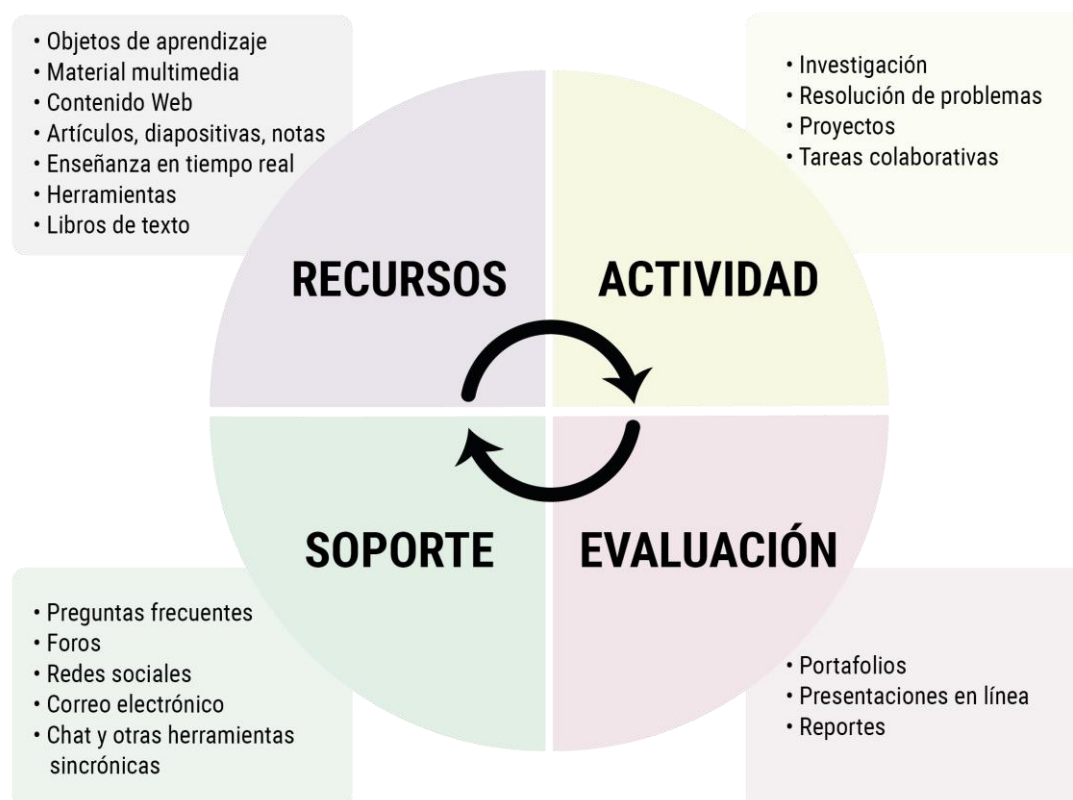 • Objetos de aprendizaje
• Material multimedia
• Contenido Web
• Artículos, diapositivas, notas
• Enseñanza en tiempo real
• Herramientas
• Libros de texto
• Investigación
• Resolución de problemas
• Proyectos
• Tareas colaborativas
RECURSOS
ACTIVIDAD
SOPORTE
EVALUACIÓN
• Preguntas frecuentes
• Foros
• Redes sociales
• Correo electrónico
• Chat y otras herramientas
sincrónicas
• Portafolios
• Presentaciones en línea
• Reportes